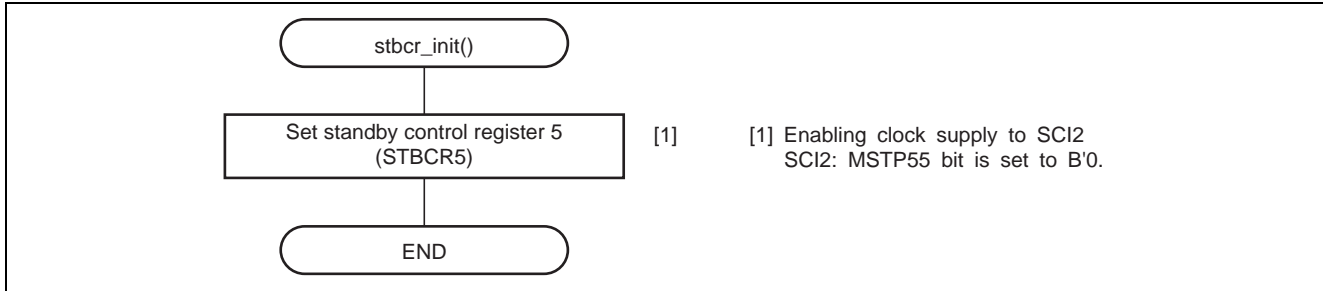 stbcr_init()
Set standby control register 5
(STBCR5)
[1]
[1] Enabling clock supply to SCI2
SCI2: MSTP55 bit is set to B'0.
END